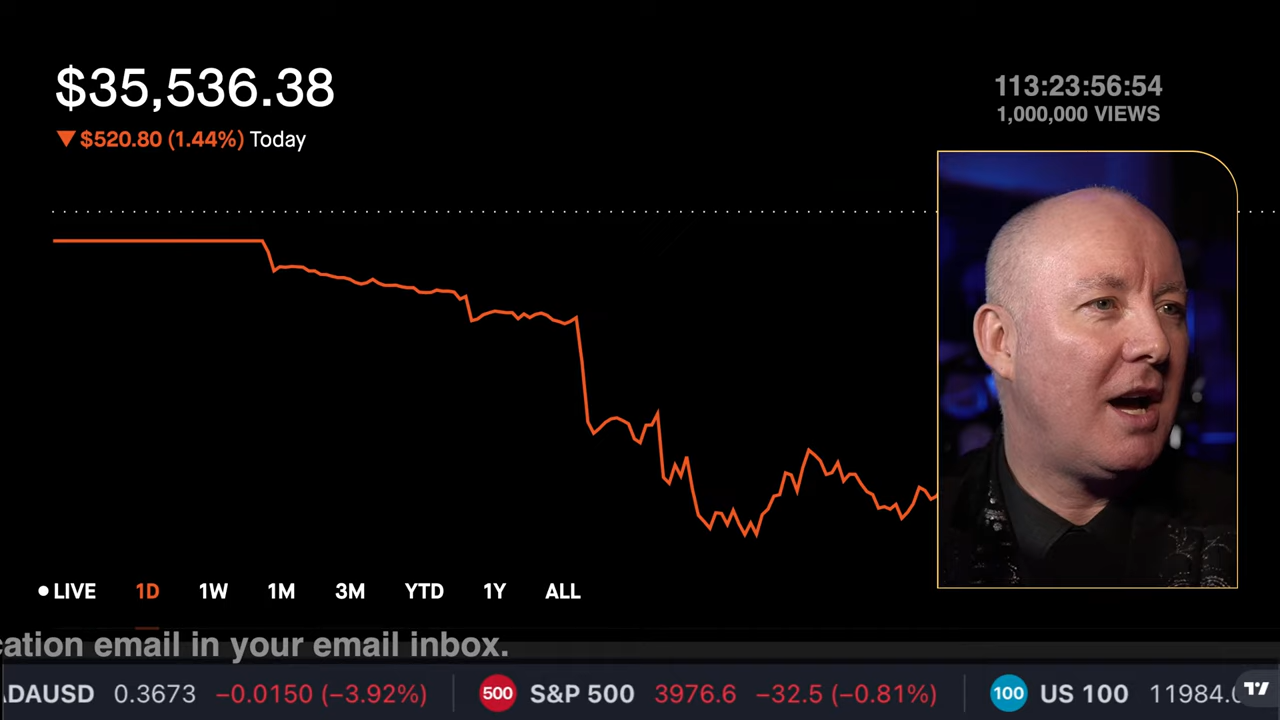 $35,536.38
▼ $520.80 (1.44%) Today
113:23:56:54
1,000,000 VIEWS
LIVE 1D 1W 1M 3M YTD 1Y ALL
cation email in your email inbox.
DAUSD 0.3673 −0.0150 (−3.92%) 500 S&P 500 3976.6 −32.5 (−0.81%) 100 US 100 11984.